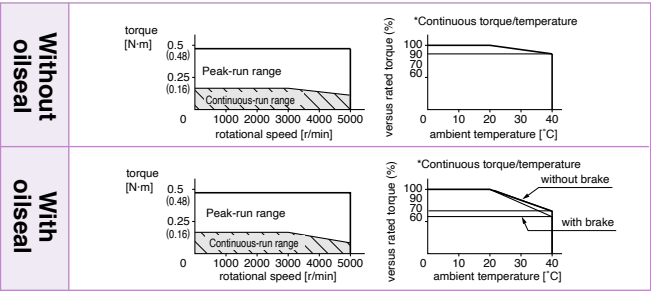 Without
oilseal
torque
[N·m]
0.5
(0.48)
0.25
(0.16)
0
Peak-run range
Continuous-run range
1000 2000 3000 4000 5000
rotational speed [r/min]
*Continuous torque/temperature
versus rated torque (%)
100
90
70
60
0 10 20 30 40
ambient temperature [˚C]
With
oilseal
torque
[N·m]
0.5
(0.48)
0.25
(0.16)
0
Peak-run range
Continuous-run range
1000 2000 3000 4000 5000
rotational speed [r/min]
*Continuous torque/temperature
without brake
with brake
versus rated torque (%)
100
90
70
60
0 10 20 30 40
ambient temperature [˚C]